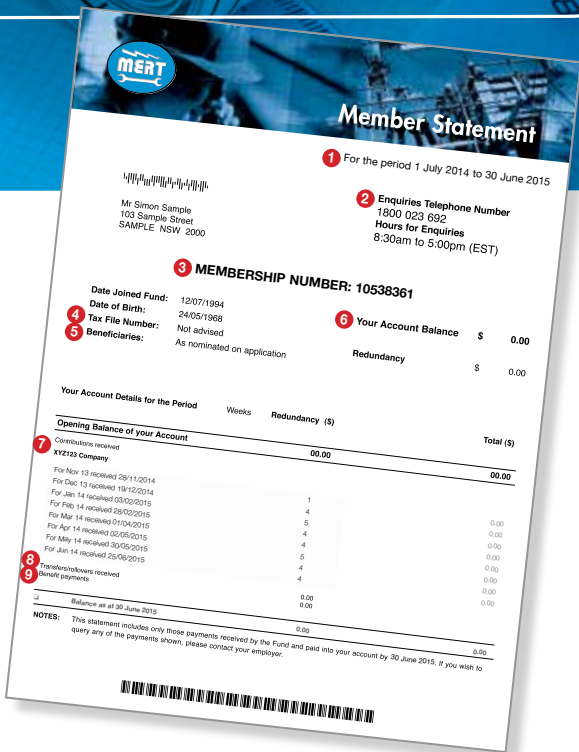 MERT
Member Statement
1 For the period 1 July 2014 to 30 June 2015
Mr Simon Sample
103 Sample Street
SAMPLE NSW 2000
2 Enquiries Telephone Number
1800 023 692
Hours for Enquiries
8:30am to 5:00pm (EST)
3 MEMBERSHIP NUMBER: 10538361
Date Joined Fund: 12/07/1994
Date of Birth: 24/05/1968
4 Tax File Number: Not advised
5 Beneficiaries: As nominated on application
6 Your Account Balance $ 0.00
Redundancy $ 0.00
Your Account Details for the Period Weeks Redundancy ($) Total ($)
Opening Balance of your Account 00.00 00.00
7 Contributions received
XYZ123 Company
For Nov 13 received 28/11/2014 1 0.00
For Dec 13 received 19/12/2014 4 0.00
For Jan 14 received 03/02/2015 5 0.00
For Feb 14 received 28/02/2015 4 0.00
For Mar 14 received 01/04/2015 4 0.00
For Apr 14 received 02/05/2015 5 0.00
For May 14 received 30/05/2015 4 0.00
For Jun 14 received 25/06/2015 4 0.00
8 Transfers/rollovers received 0.00
9 Benefit payments 0.00
Balance as at 30 June 2015 0.00 0.00
NOTES: This statement includes only those payments received by the Fund and paid into your account by 30 June 2015. If you wish to
query any of the payments shown, please contact your employer.